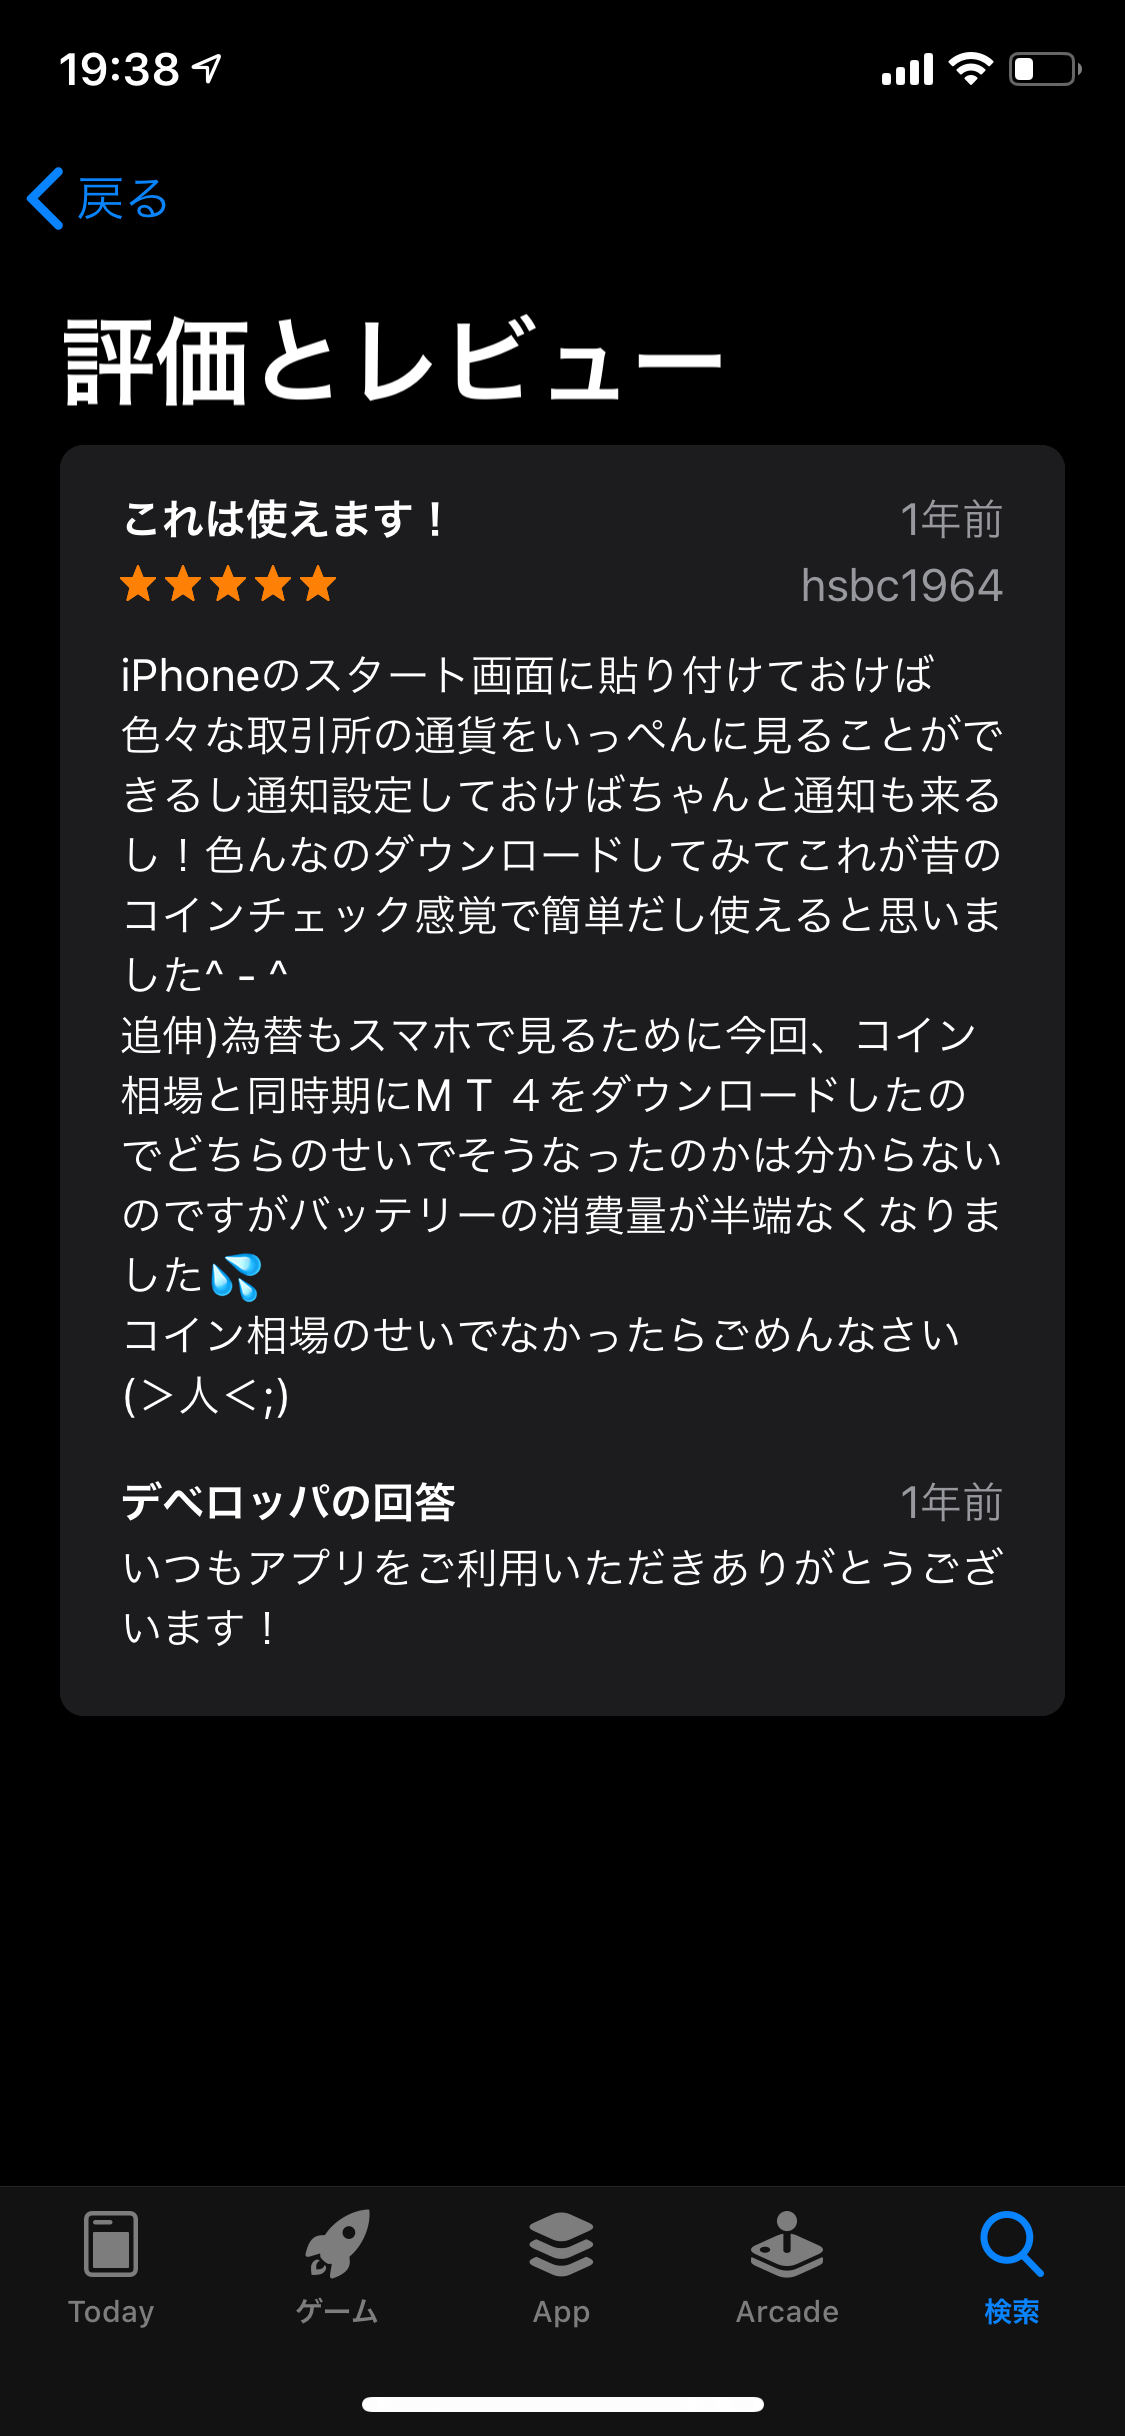 19:38
戻る
評価とレビュー
これは使えます！ 1年前
hsbc1964
iPhoneのスタート画面に貼り付けておけば
色々な取引所の通貨をいっぺんに見ることがで
きるし通知設定しておけばちゃんと通知も来る
し！色んなのダウンロードしてみてこれが昔の
コインチェック感覚で簡単だし使えると思いま
した^ - ^
追伸)為替もスマホで見るために今回、コイン
相場と同時期にＭＴ４をダウンロードしたの
でどちらのせいでそうなったのかは分からない
のですがバッテリーの消費量が半端なくなりま
した💦
コイン相場のせいでなかったらごめんなさい
(＞人＜;)
デベロッパの回答 1年前
いつもアプリをご利用いただきありがとうござ
います！
Today ゲーム App Arcade 検索